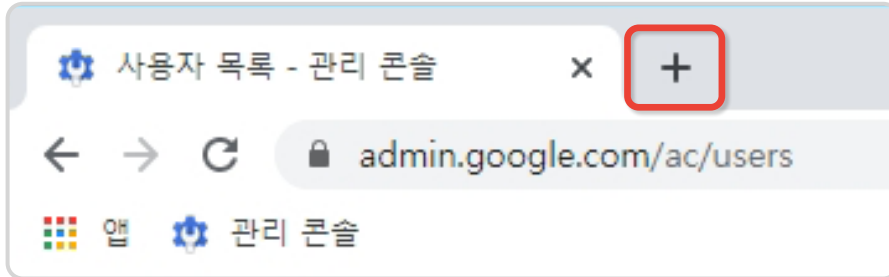 사용자 목록 - 관리 콘솔
admin.google.com/ac/users
앱 관리 콘솔